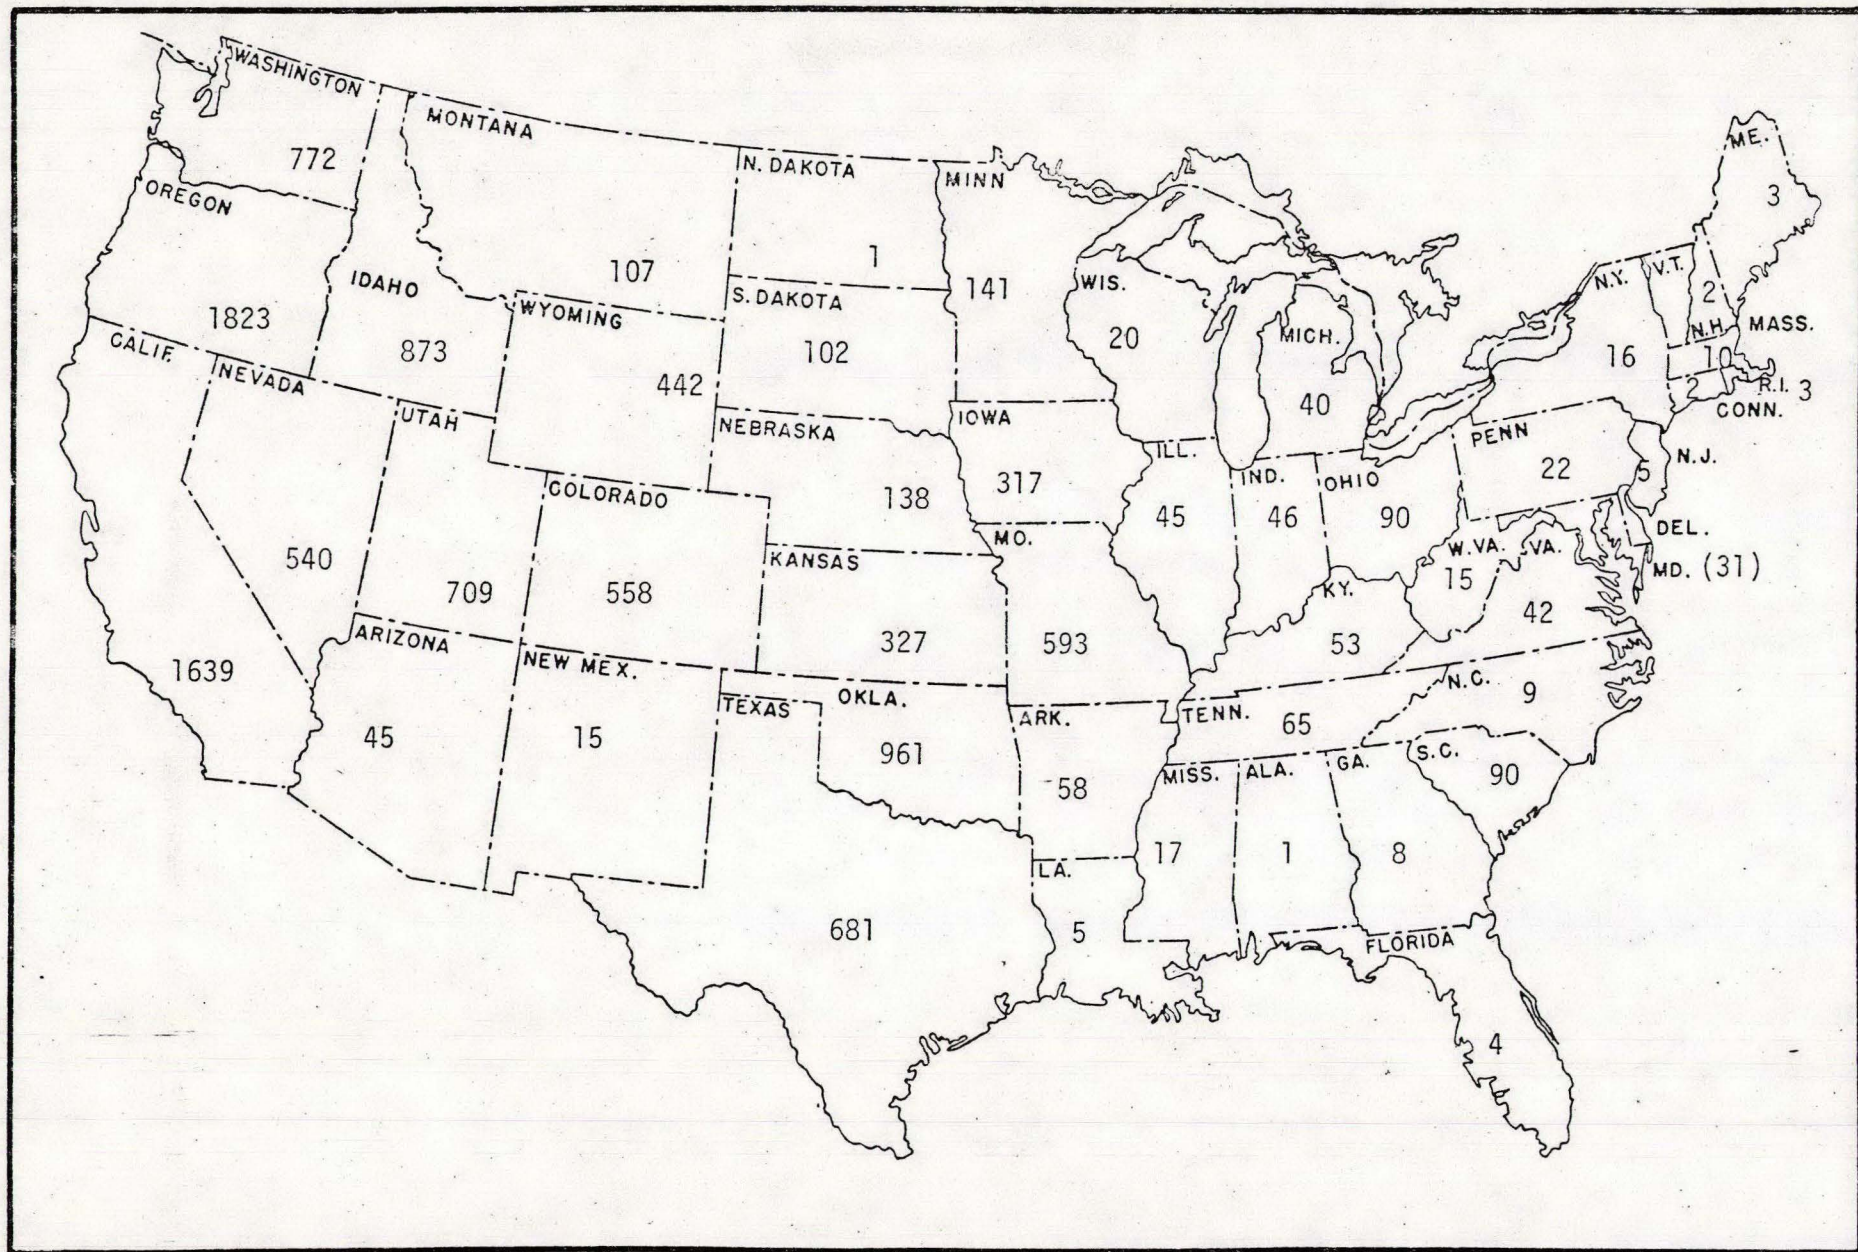 WASHINGTON
772
MONTANA
107
OREGON
1823
IDAHO
873
N. DAKOTA
1
MINN
141
S. DAKOTA
102
WYOMING
442
WIS.
20
MICH.
40
ME.
3
N.Y.
16
V.T.
2
N.H.
MASS.
10
R.I. 3
2
CONN.
CALIF.
1639
NEVADA
540
UTAH
709
COLORADO
558
NEBRASKA
138
IOWA
317
ILL.
45
IND.
46
OHIO
90
PENN
22
N.J.
5
DEL.
MD. (31)
W.VA.
15
VA.
42
KANSAS
327
MO.
593
KY.
53
ARIZONA
45
NEW MEX.
15
TEXAS
681
OKLA.
961
ARK.
58
TENN.
65
N.C.
9
S.C.
90
MISS.
17
ALA.
1
GA.
8
LA.
5
FLORIDA
4